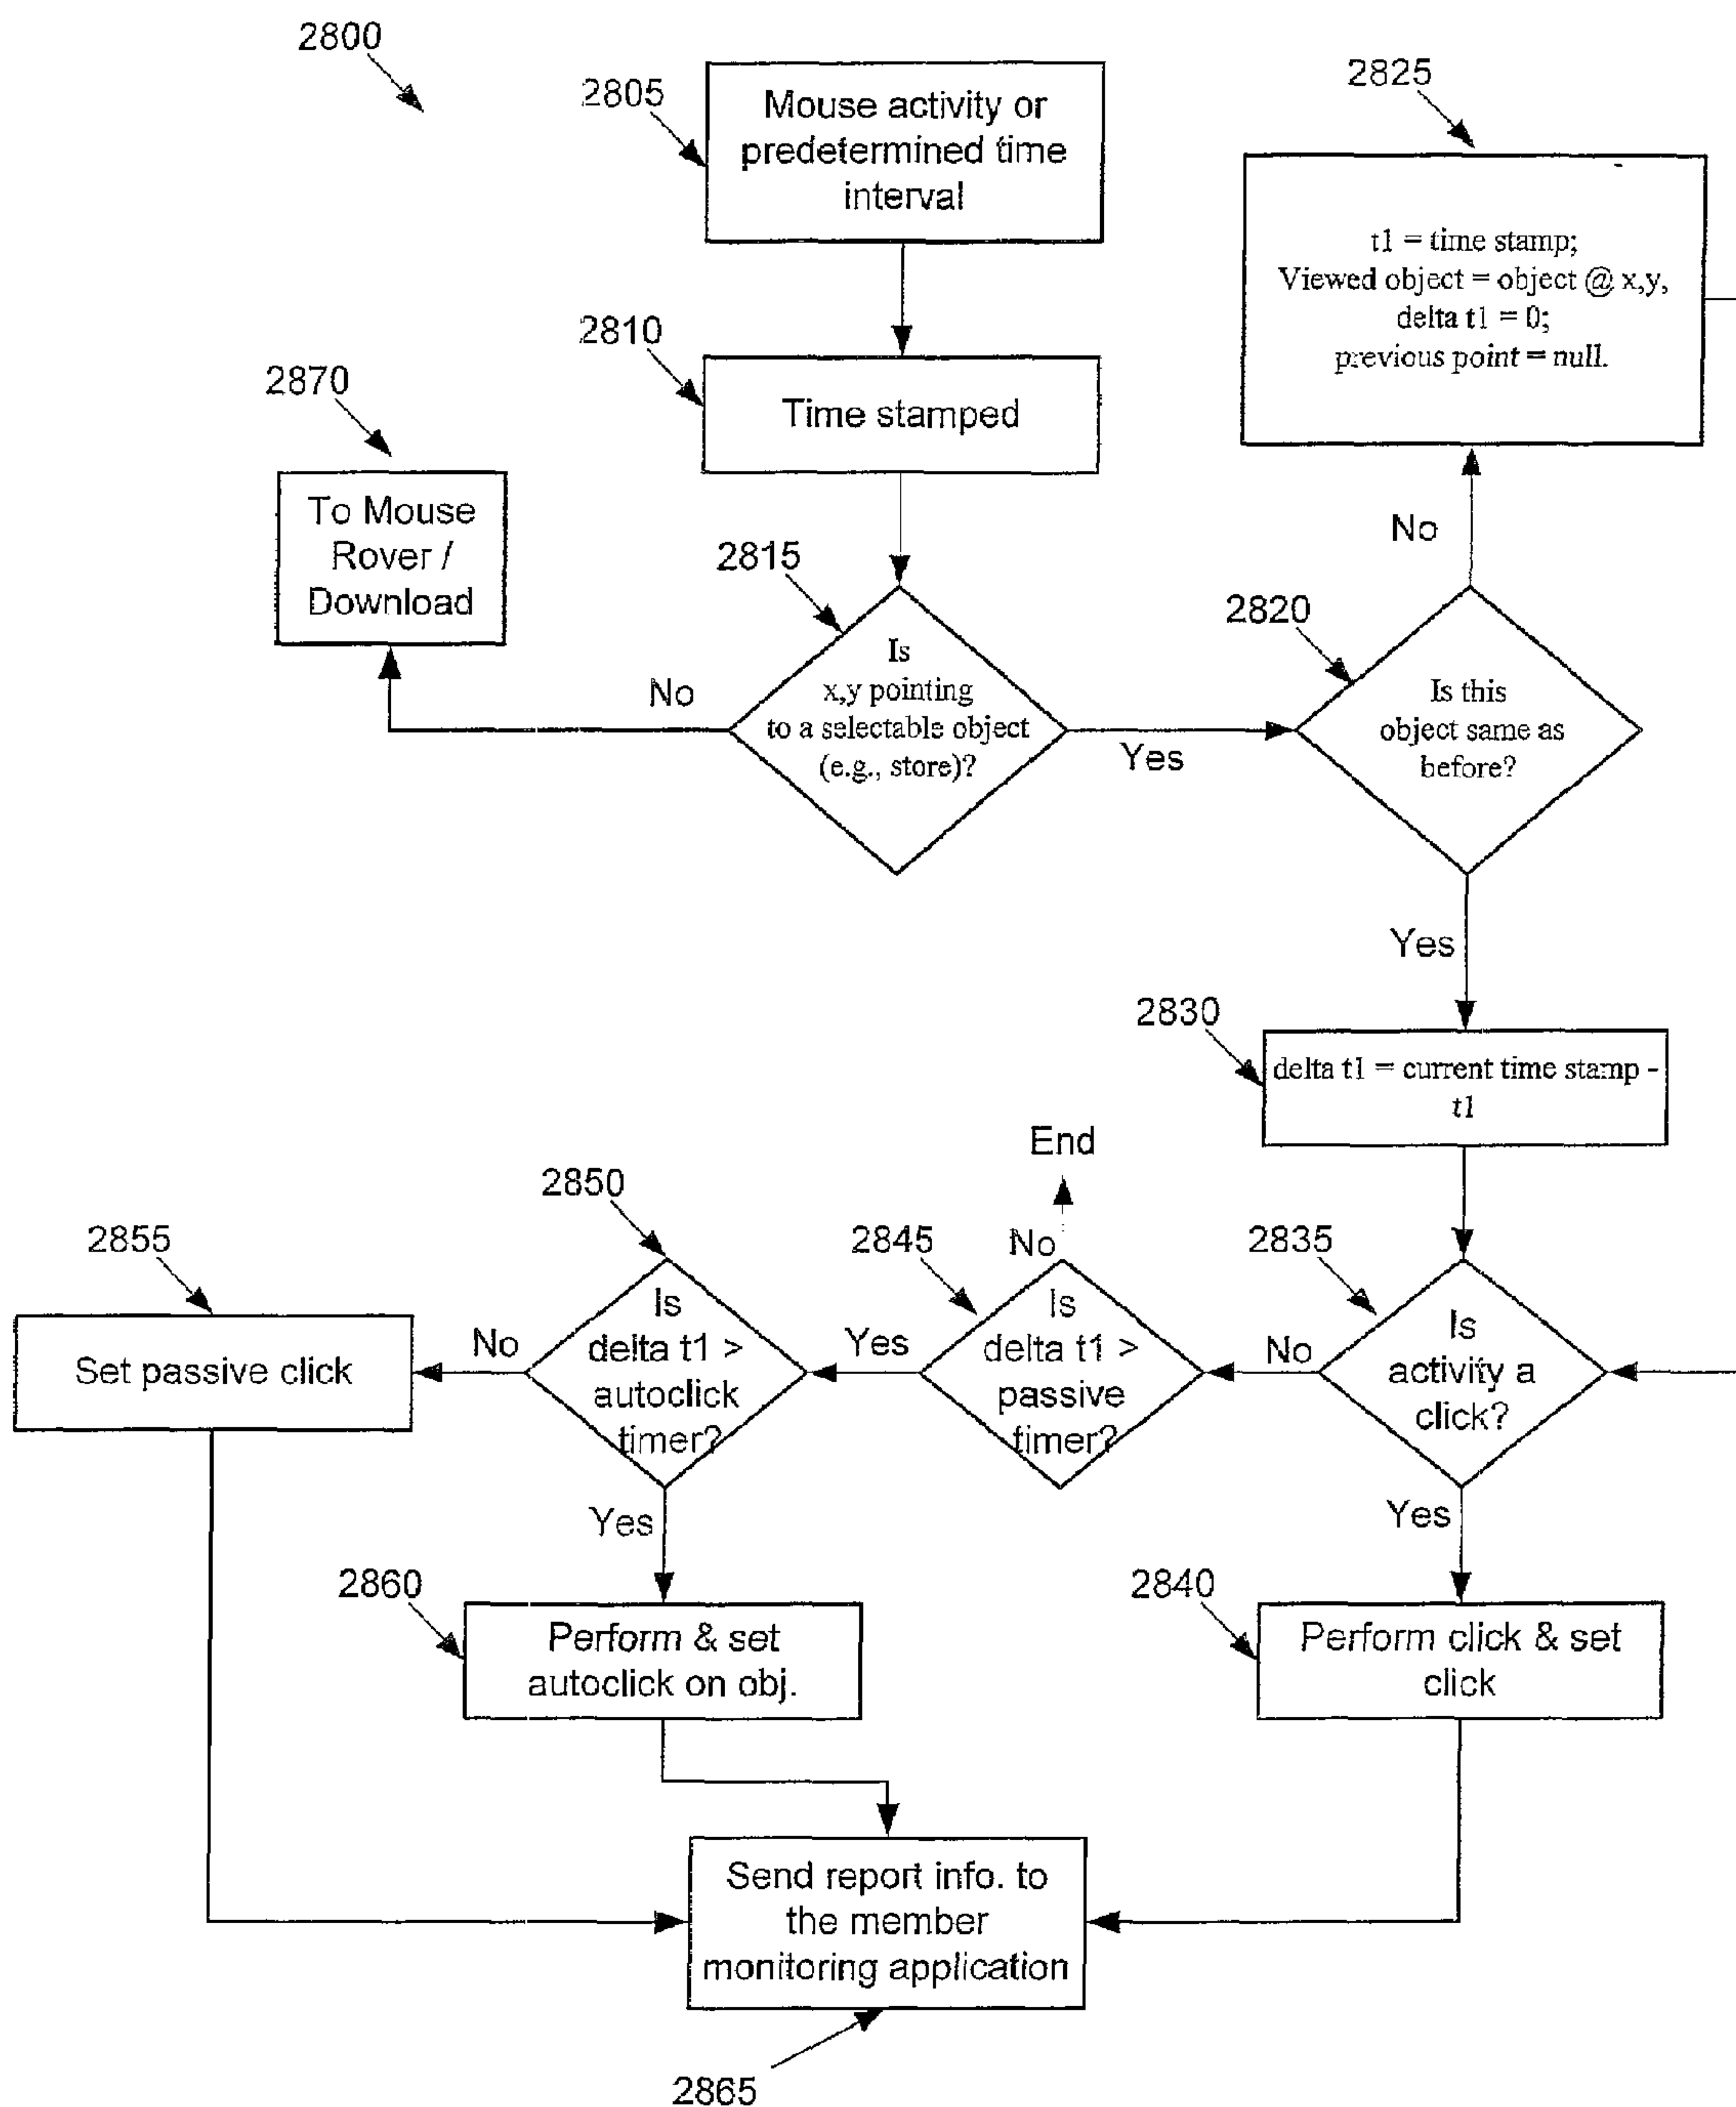 2800
2805
Mouse activity or
predetermined time
interval
2825
t1 = time stamp;
Viewed object = object @ x,y,
delta t1 = 0;
previous point = null.
2810
Time stamped
2870
To Mouse
Rover /
Download
2815
Is
x,y pointing
to a selectable object
(e.g., store)?
No
Yes
2820
Is this
object same as
before?
No
Yes
2830
delta t1 = current time stamp -
t1
End
2835
Is
activity a
click?
No
Yes
2845
Is
delta t1 >
passive
timer?
No
Yes
2850
Is
delta t1 >
autoclick
timer?
No
Yes
2855
Set passive click
2860
Perform & set
autoclick on obj.
2840
Perform click & set
click
Send report info. to
the member
monitoring application
2865